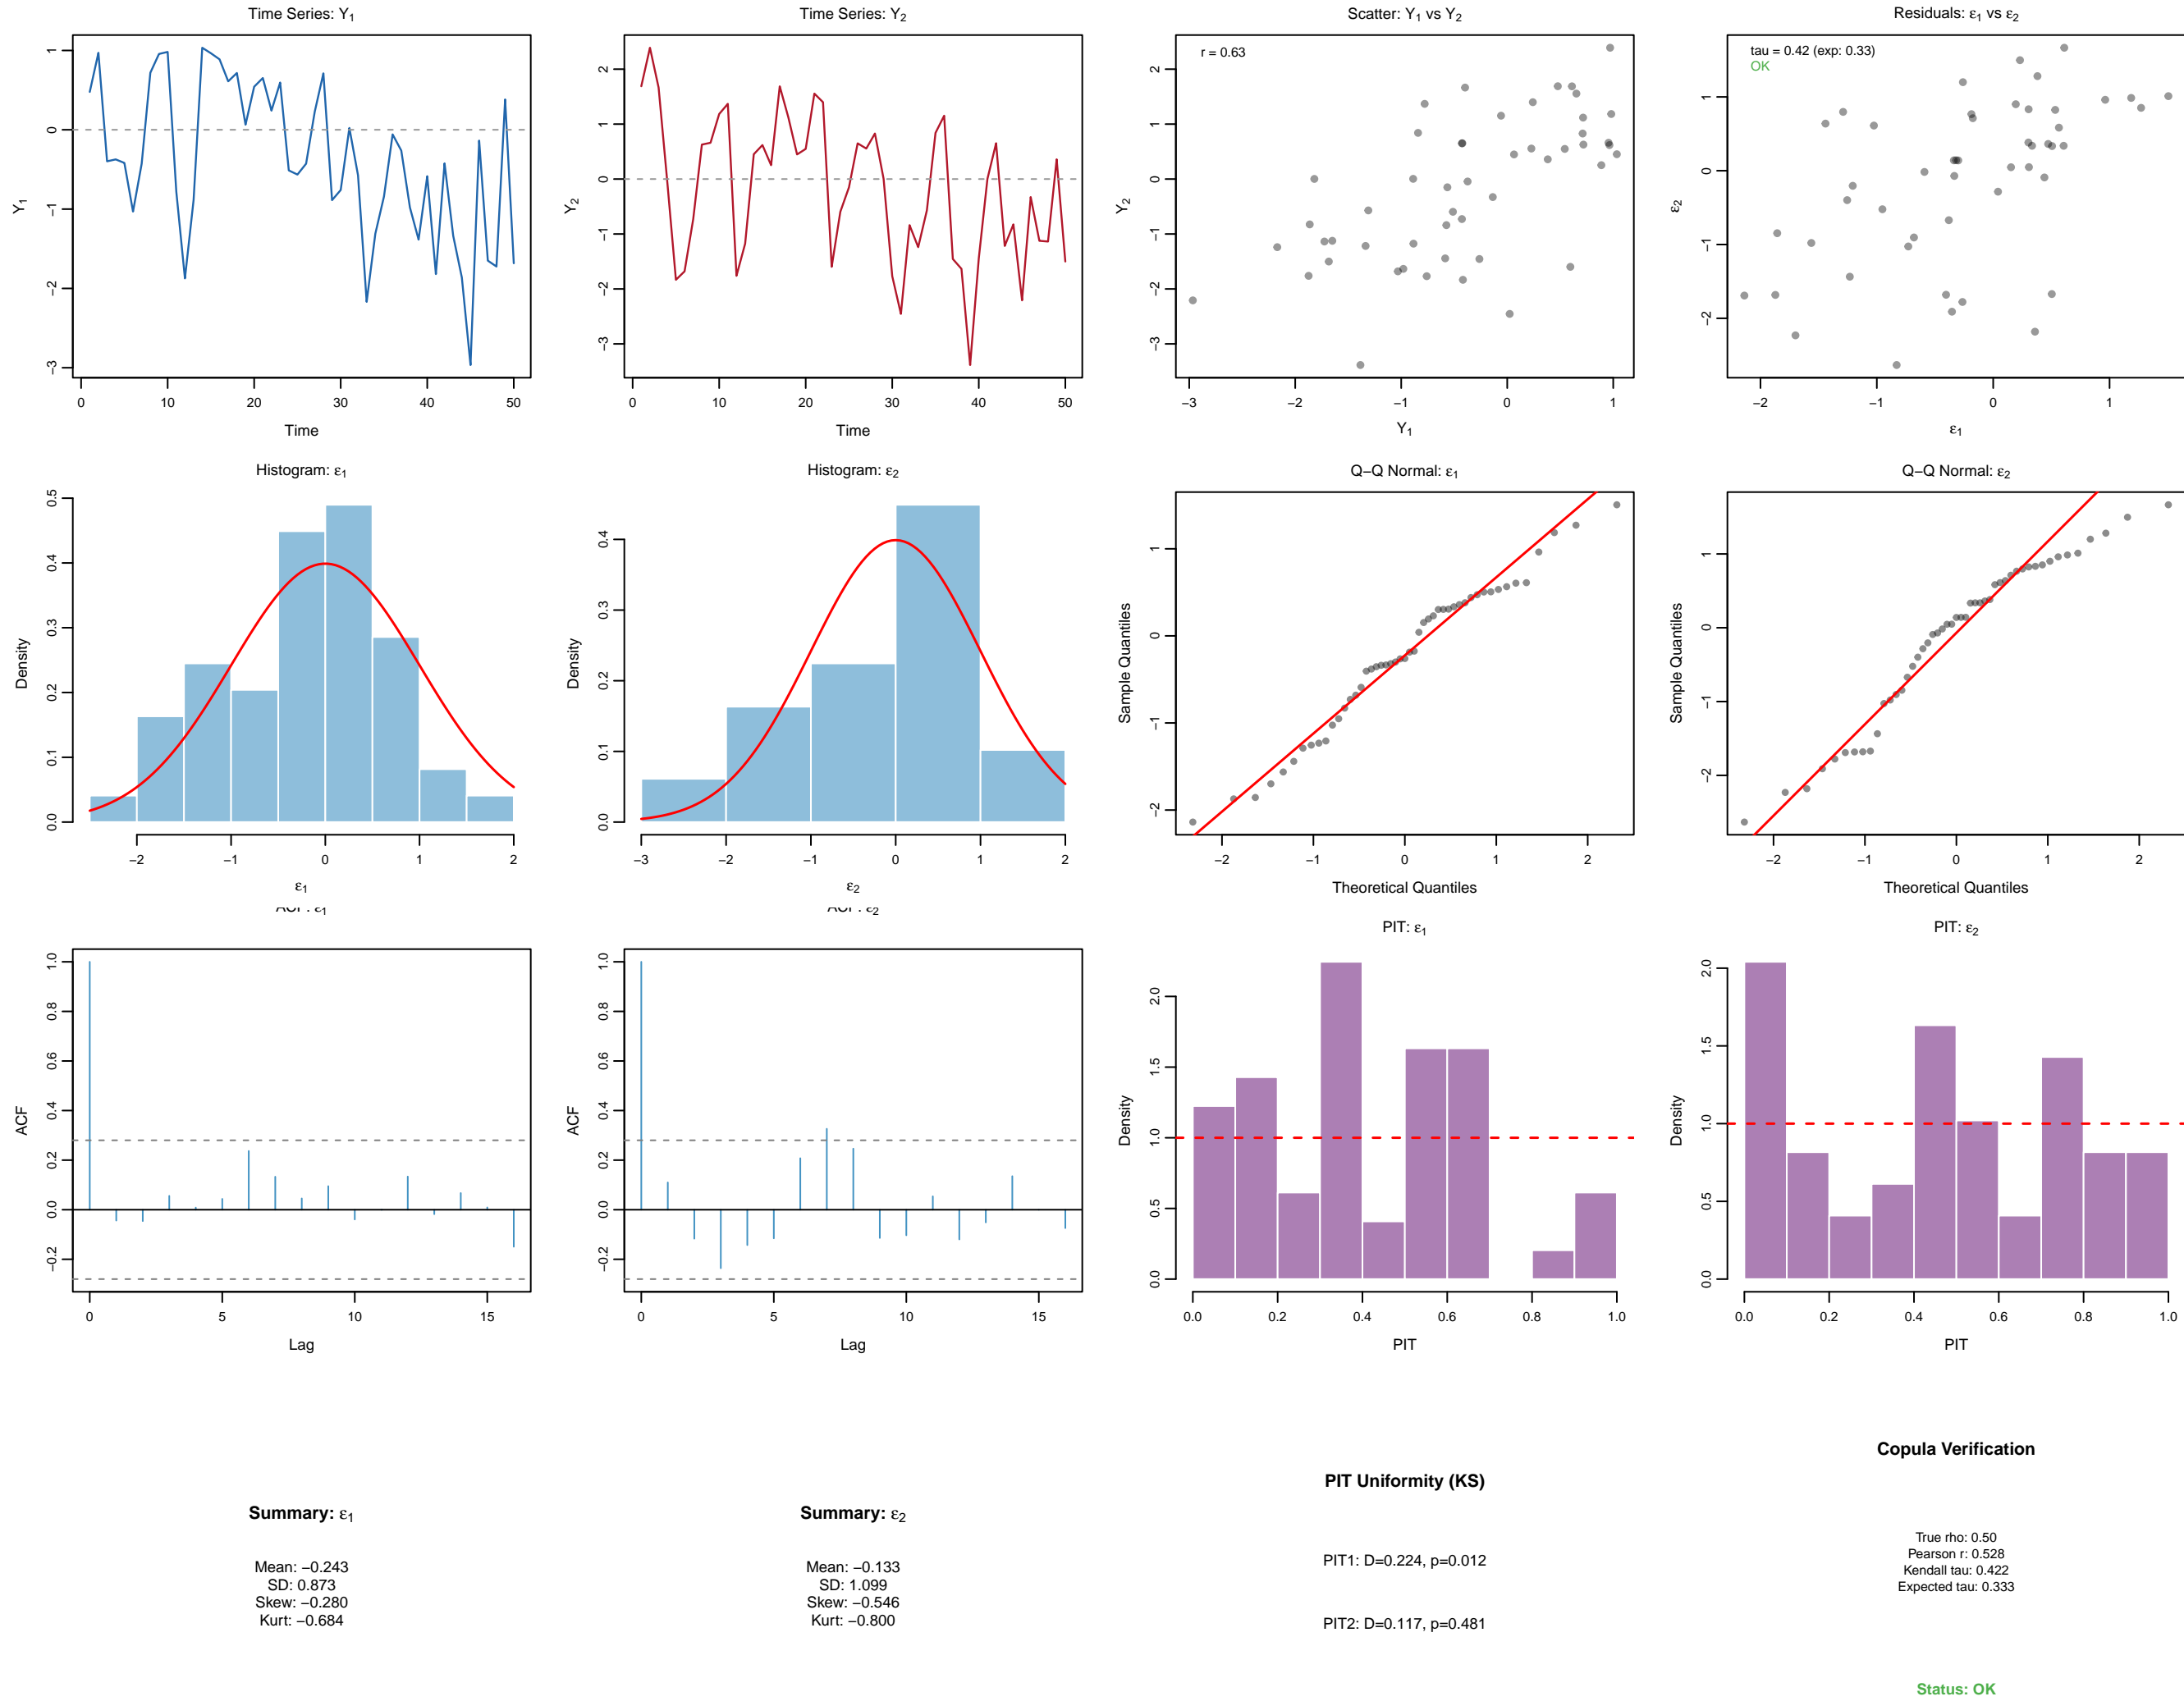 Time Series: Y₁
1
0
−1
−2
−3
Y₁
0 10 20 30 40 50
Time
Time Series: Y₂
2
1
0
−1
−2
−3
Y₂
0 10 20 30 40 50
Time
Scatter: Y₁ vs Y₂
r = 0.63
2
1
0
−1
−2
−3
Y₂
−3 −2 −1 0 1
Y₁
Residuals: ε₁ vs ε₂
tau = 0.42 (exp: 0.33)
OK
1
0
−1
−2
ε₂
−2 −1 0 1
ε₁
Histogram: ε₁
0.5
0.4
0.3
0.2
0.1
0.0
Density
−2 −1 0 1 2
ε₁
Histogram: ε₂
0.4
0.3
0.2
0.1
0.0
Density
−3 −2 −1 0 1 2
ε₂
Q−Q Normal: ε₁
1
0
−1
−2
Sample Quantiles
−2 −1 0 1 2
Theoretical Quantiles
Q−Q Normal: ε₂
1
0
−1
−2
Sample Quantiles
−2 −1 0 1 2
Theoretical Quantiles
ACF: ε₁
1.0
0.8
0.6
0.4
0.2
0.0
−0.2
ACF
0 5 10 15
Lag
ACF: ε₂
1.0
0.8
0.6
0.4
0.2
0.0
−0.2
ACF
0 5 10 15
Lag
PIT: ε₁
2.0
1.5
1.0
0.5
0.0
Density
0.0 0.2 0.4 0.6 0.8 1.0
PIT
PIT: ε₂
2.0
1.5
1.0
0.5
0.0
Density
0.0 0.2 0.4 0.6 0.8 1.0
PIT
Summary: ε₁
Mean: −0.243
SD: 0.873
Skew: −0.280
Kurt: −0.684
Summary: ε₂
Mean: −0.133
SD: 1.099
Skew: −0.546
Kurt: −0.800
PIT Uniformity (KS)
PIT1: D=0.224, p=0.012
PIT2: D=0.117, p=0.481
Copula Verification
True rho: 0.50
Pearson r: 0.528
Kendall tau: 0.422
Expected tau: 0.333
Status: OK